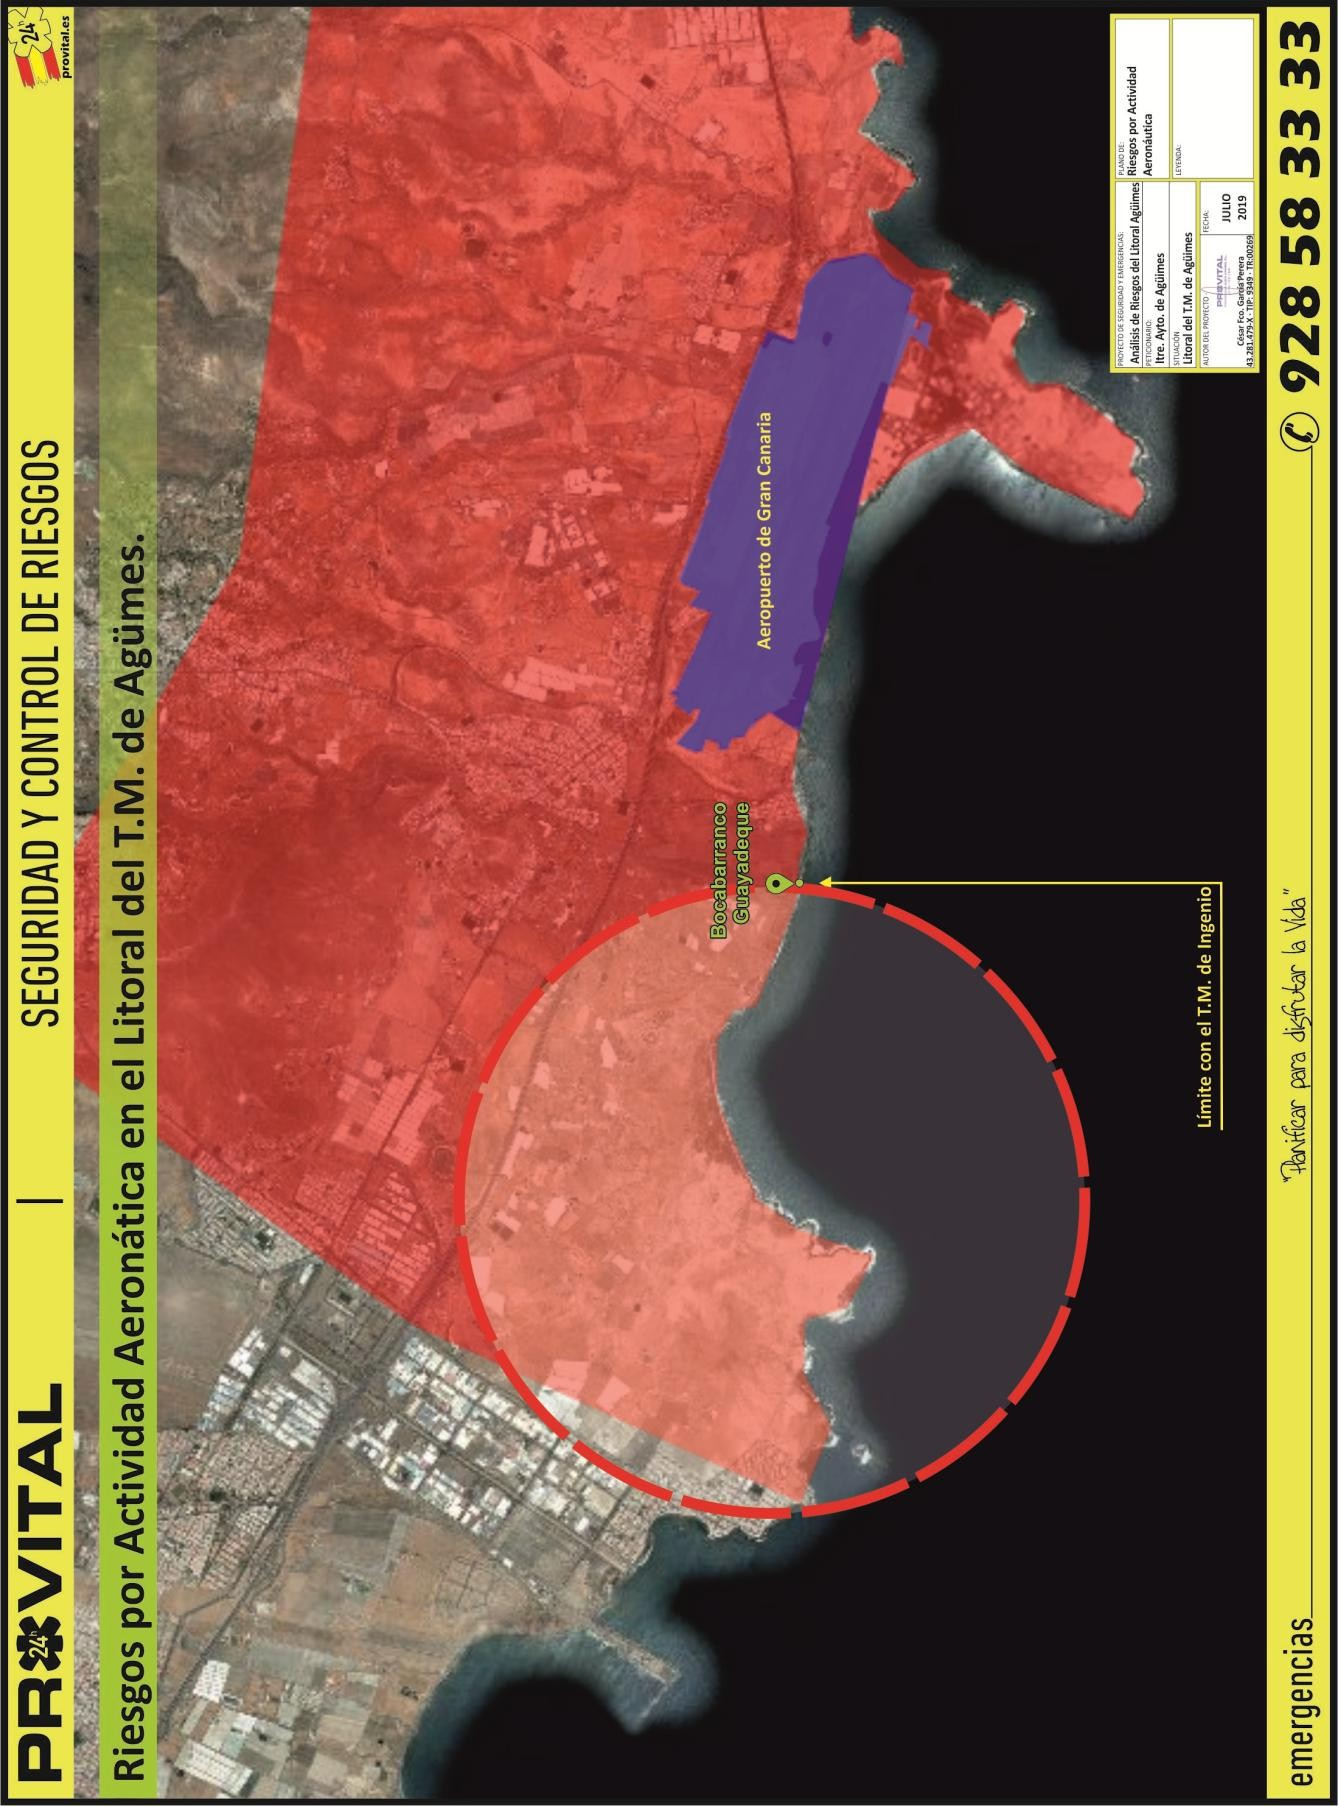 PROVITAL
24h
SEGURIDAD Y CONTROL DE RIESGOS
24h
provital.es
Riesgos por Actividad Aeronática en el Litoral del T.M. de Agümes.
Aeropuerto de Gran Canaria
Bocabarranco
Guayadeque
Límite con el T.M. de Ingenio
PROYECTO DE SEGURIDAD Y EMERGENCIAS:
Análisis de Riesgos del Litoral Agüimes
PETICIONARIO:
Itre. Ayto. de Agüimes
SITUACIÓN
Litoral del T.M. de Agüimes
AUTOR DEL PROYECTO
PROVITAL
César Fco. García Perera
43.281.479-X - TIP: 9349 - TR:00269
FECHA:
JULIO
2019
PLANO DE:
Riesgos por Actividad
Aeronáutica
LEYENDA:
emergencias
"Planificar para disfrutar la Vida"
928 58 33 33